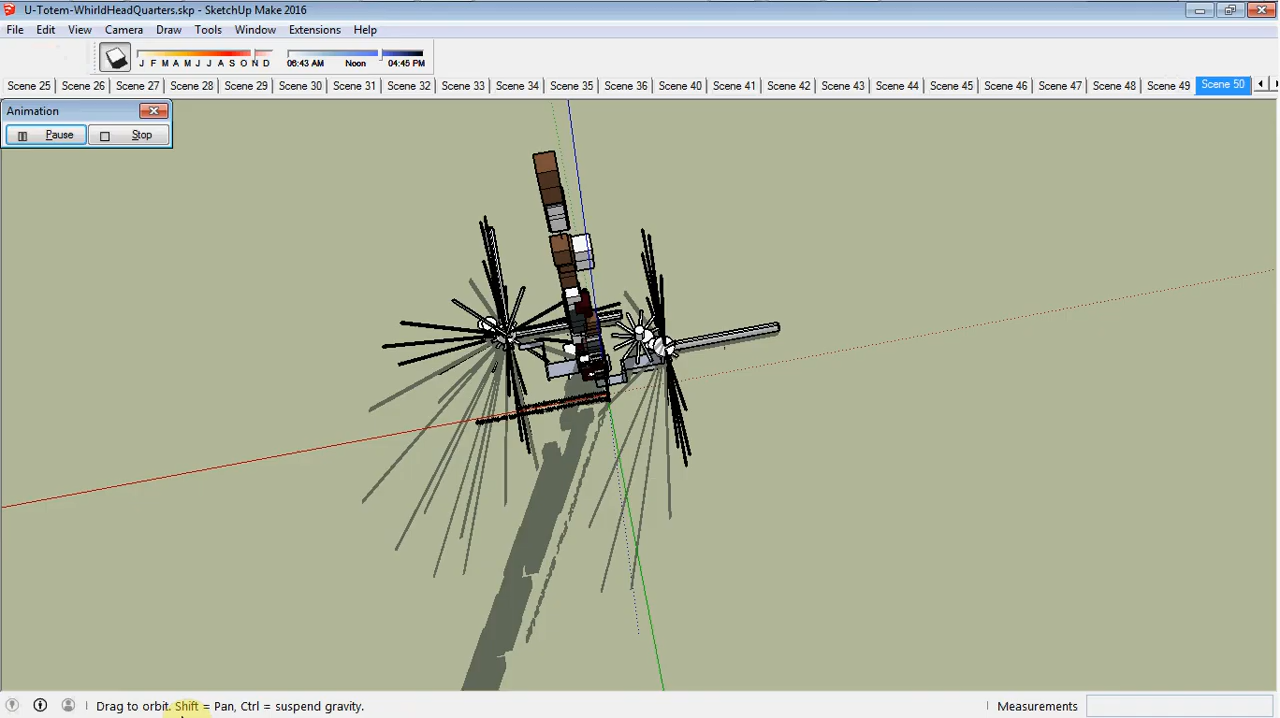 U-Totem-WhirldHeadQuarters.skp - SketchUp Make 2016
File Edit View Camera Draw Tools Window Extensions Help
J F M A M J J A S O N D 06:43 AM Noon 04:45 PM
Scene 25 Scene 26 Scene 27 Scene 28 Scene 29 Scene 30 Scene 31 Scene 32 Scene 33 Scene 34 Scene 35 Scene 36 Scene 40 Scene 41 Scene 42 Scene 43 Scene 44 Scene 45 Scene 46 Scene 47 Scene 48 Scene 49 Scene 50
Animation
Pause Stop
Drag to orbit. Shift = Pan, Ctrl = suspend gravity. Measurements